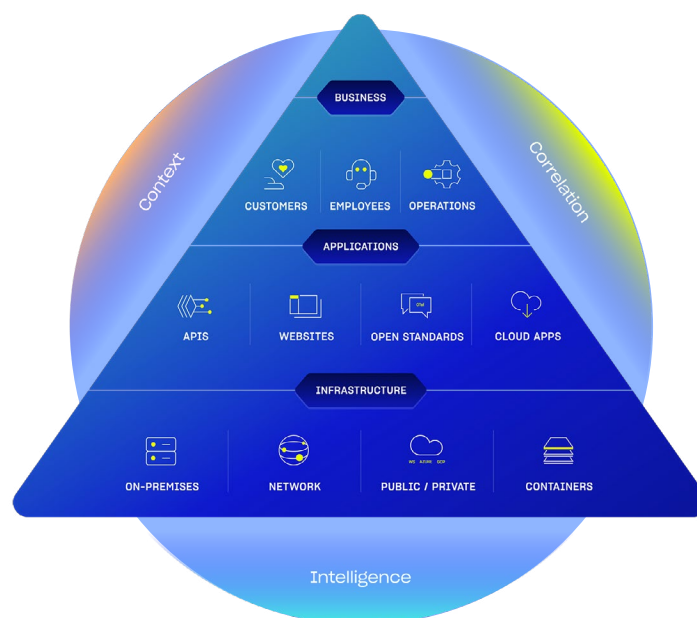 BUSINESS
Context
Correlation
CUSTOMERS
EMPLOYEES
OPERATIONS
APPLICATIONS
APIS
WEBSITES
OPEN STANDARDS
CLOUD APPS
INFRASTRUCTURE
AZURE
ON-PREMISES
NETWORK
PUBLIC / PRIVATE
CONTAINERS
Intelligence